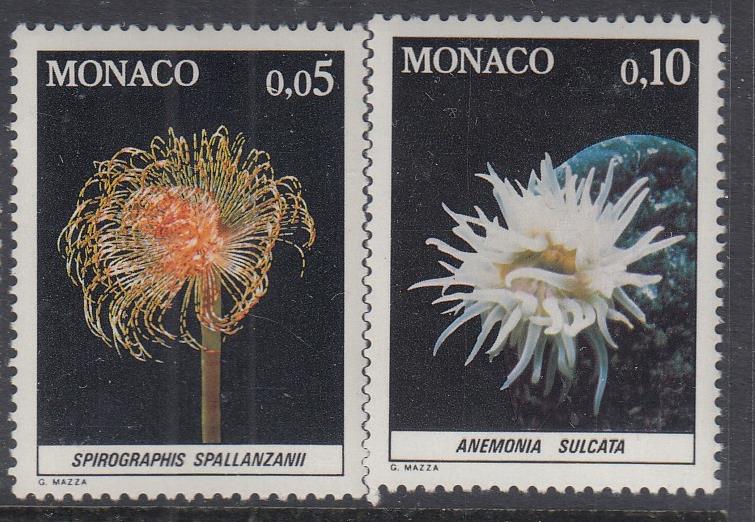 MONACO 0,05
SPIROGRAPHIS SPALLANZANII
G. MAZZA
MONACO 0,10
ANEMONIA SULCATA
G. MAZZA